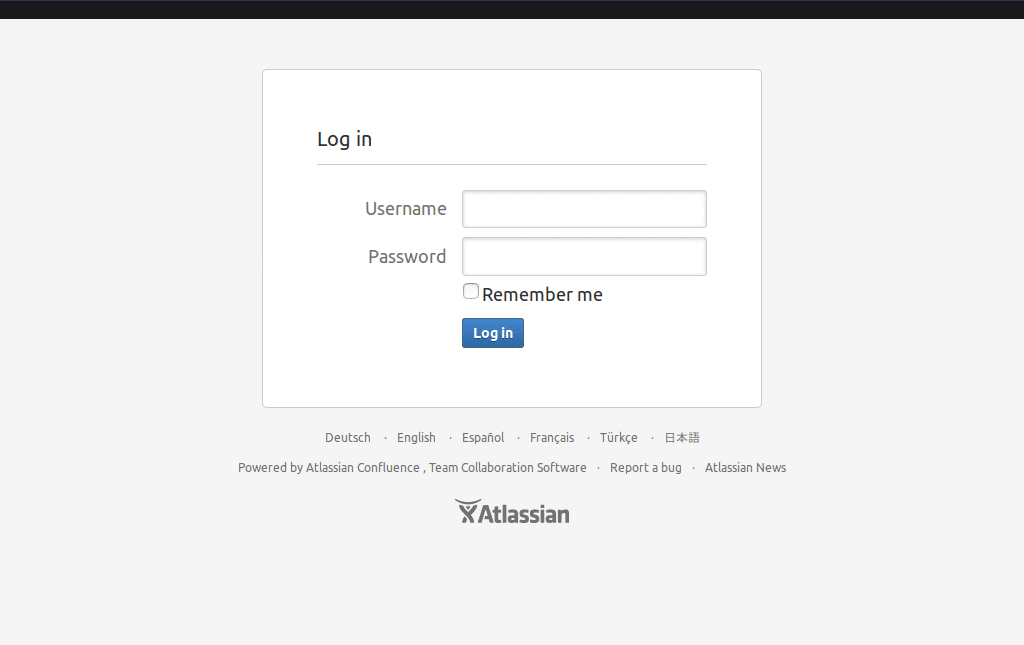 Log in
Username
Password
Remember me
Log in
Deutsch · English · Español · Français · Türkçe · 日本語
Powered by Atlassian Confluence , Team Collaboration Software · Report a bug · Atlassian News
Atlassian